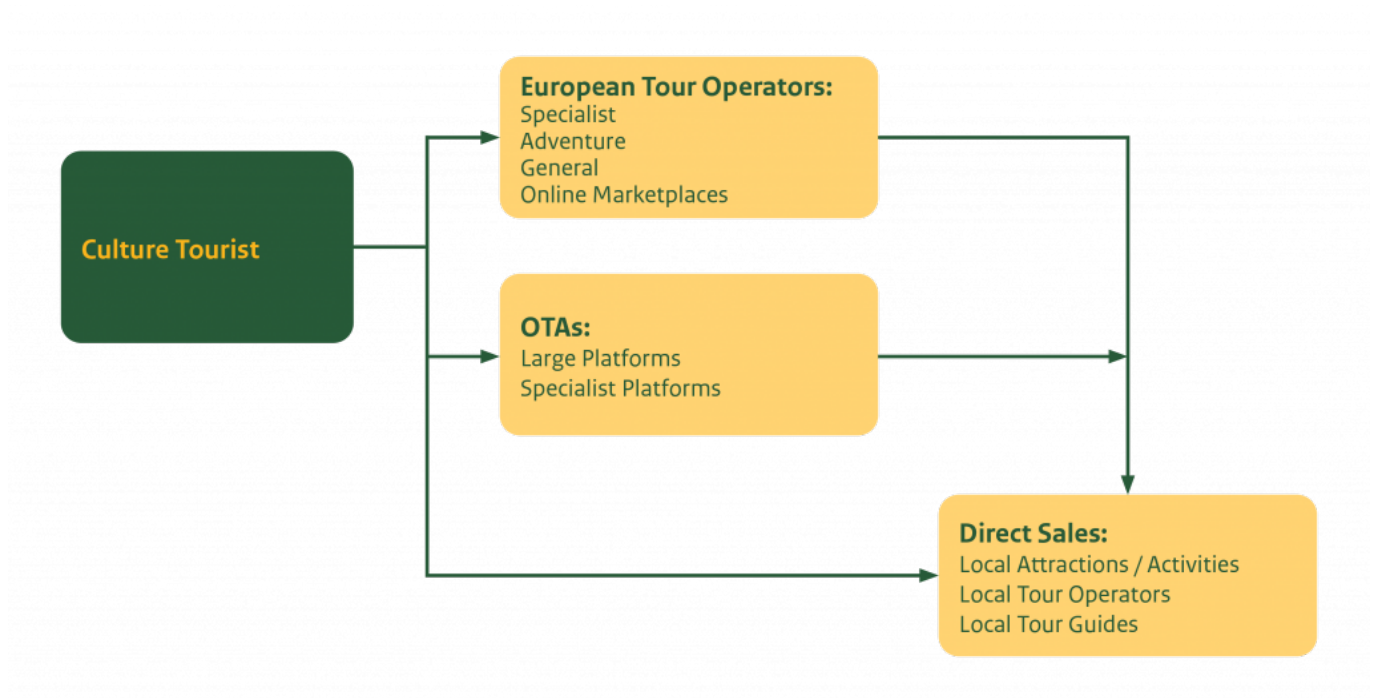 Culture Tourist
European Tour Operators:
Specialist
Adventure
General
Online Marketplaces
OTAs:
Large Platforms
Specialist Platforms
Direct Sales:
Local Attractions / Activities
Local Tour Operators
Local Tour Guides